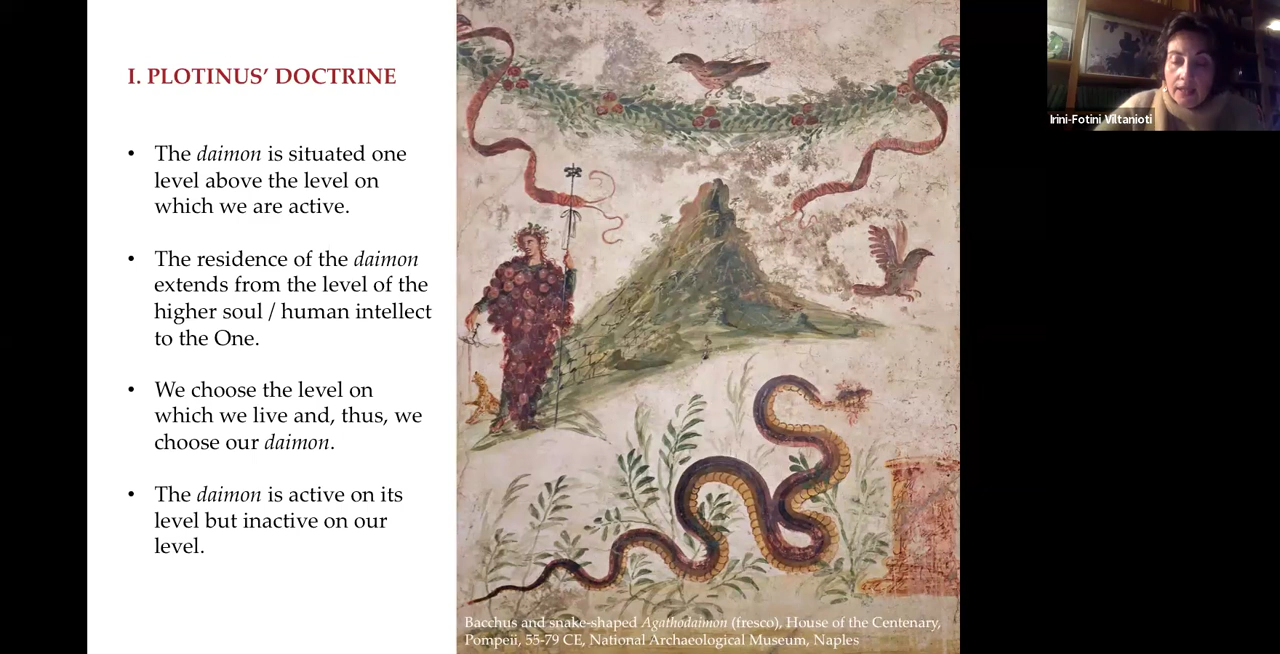 I. PLOTINUS’ DOCTRINE
• The daimon is situated one
level above the level on
which we are active.
• The residence of the daimon
extends from the level of the
higher soul / human intellect
to the One.
• We choose the level on
which we live and, thus, we
choose our daimon.
• The daimon is active on its
level but inactive on our
level.
Bacchus and snake-shaped Agathodaimon (fresco), House of the Centenary,
Pompeii, 55-79 CE, National Archaeological Museum, Naples
Irini-Fotini Viltanioti